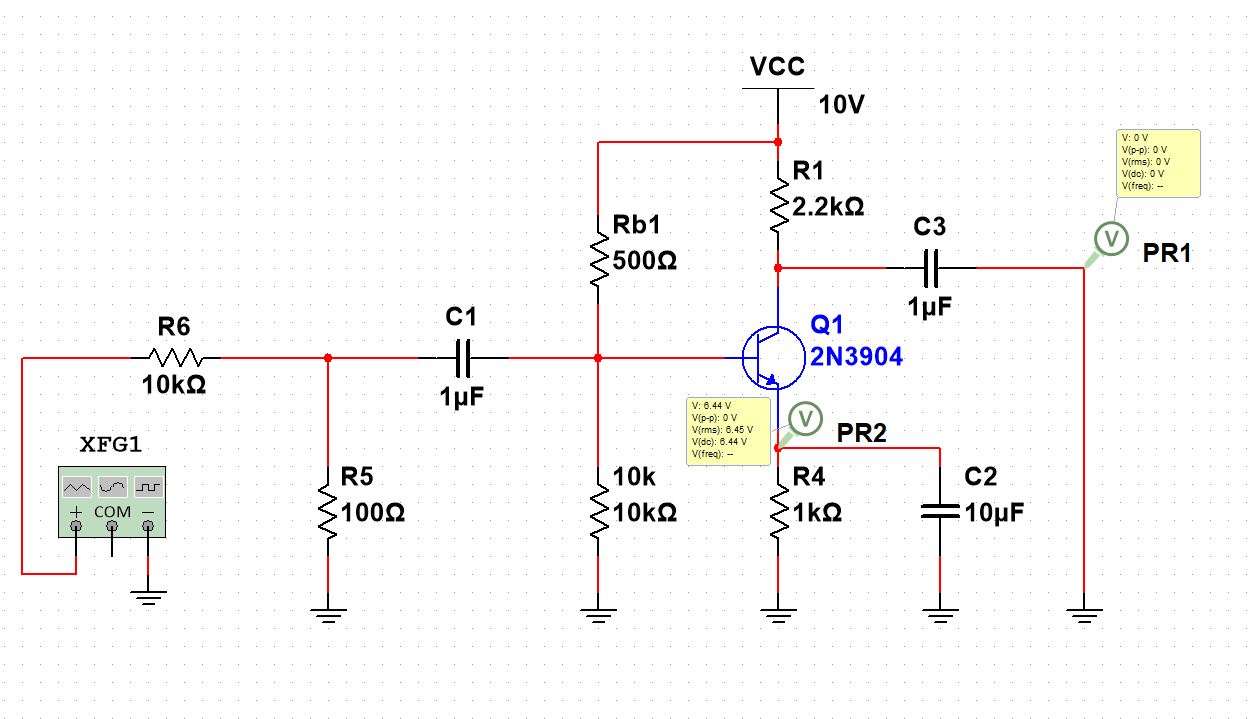 VCC
10V
V: 0 V
V(p-p): 0 V
V(rms): 0 V
V(dc): 0 V
V(freq): --
R1
2.2kΩ
Rb1
500Ω
C3
1µF
V
PR1
R6
10kΩ
C1
1µF
Q1
2N3904
V: 6.44 V
V(p-p): 0 V
V(rms): 6.45 V
V(dc): 6.44 V
V(freq): --
V
PR2
XFG1
+ COM −
R5
100Ω
10k
10kΩ
R4
1kΩ
C2
10µF